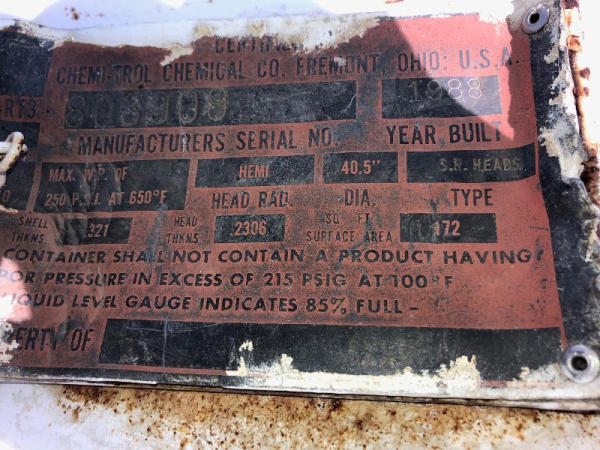 CHEMI-TROL CHEMICAL CO. FREMONT, OHIO: U.S.A.
1988
MANUFACTURERS SERIAL NO. YEAR BUILT
MAX. W.P. OF HEMI 40.5" S.H. HEADS
250 P.S.I. AT 650°F HEAD RAD. DIA. TYPE
SHELL THKNS. 321 HEAD THKNS. 2306 SQ FT SURFACE AREA 172
CONTAINER SHALL NOT CONTAIN A PRODUCT HAVING
POR PRESSURE IN EXCESS OF 215 PSIG AT 100°F
LIQUID LEVEL GAUGE INDICATES 85% FULL-
PERTY OF